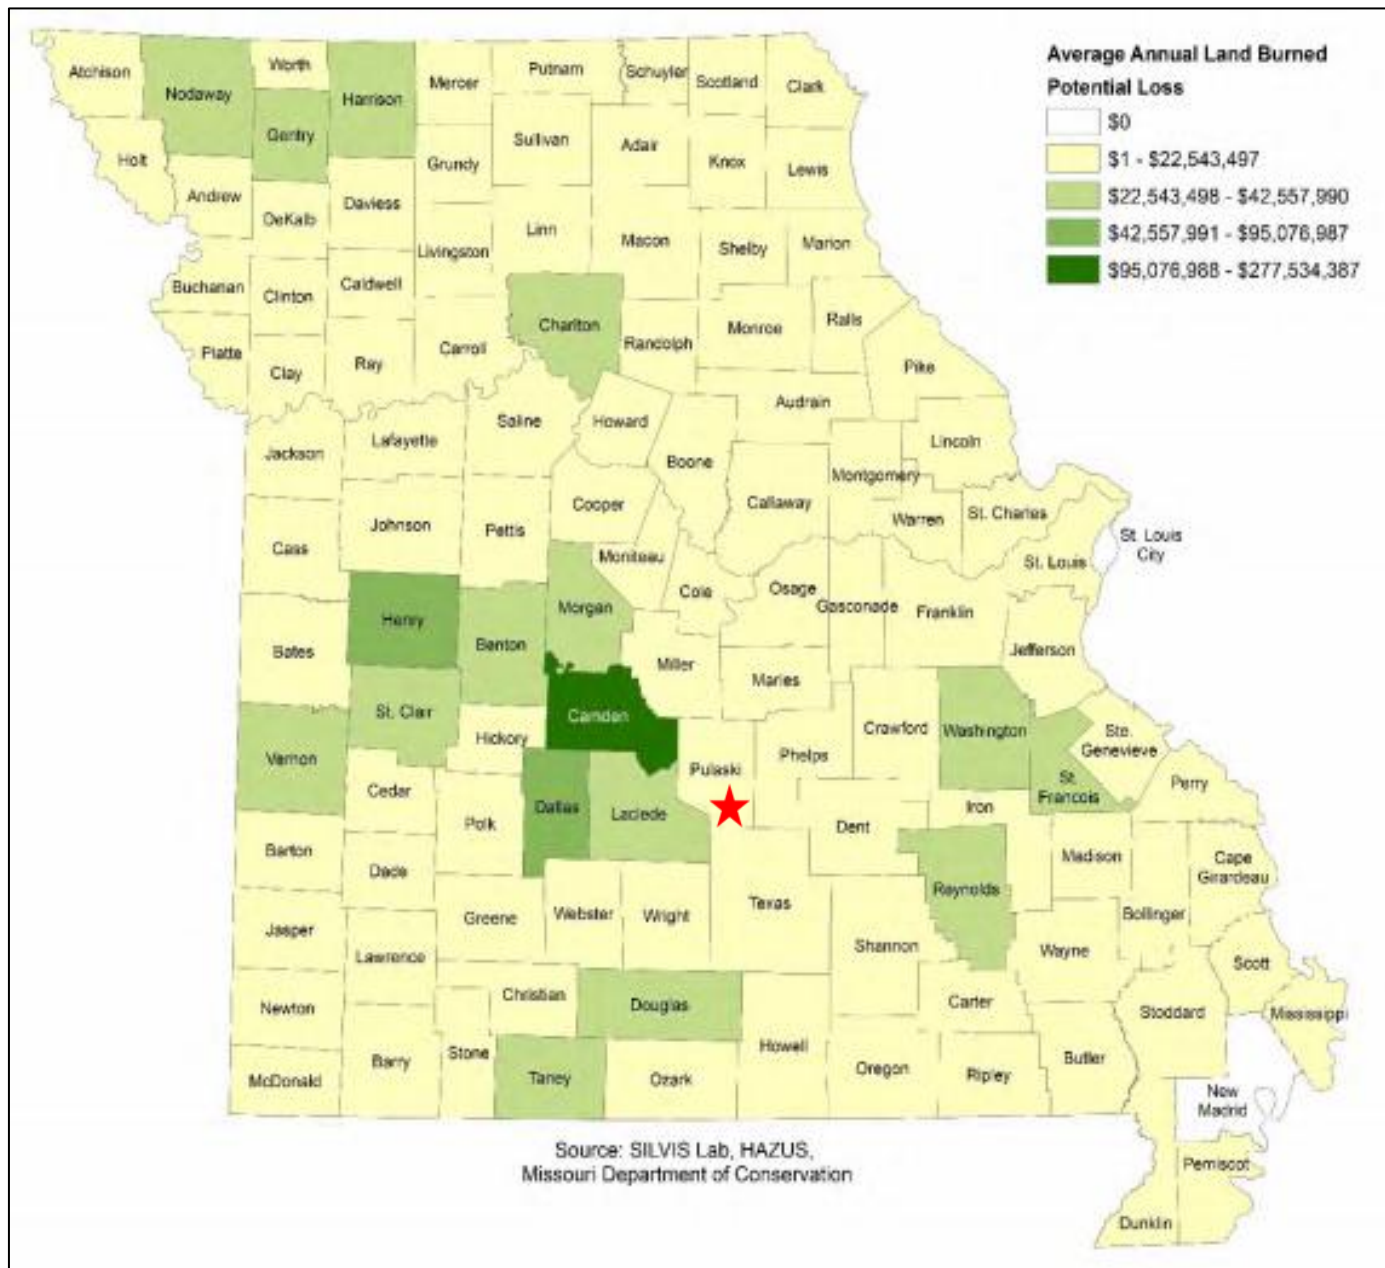 Average Annual Land Burned
Potential Loss
$0
$1 - $22,543,497
$22,543,498 - $42,557,990
$42,557,991 - $95,076,987
$95,076,988 - $277,534,387
Atchison
Nodaway
Worth
Harrison
Mercer
Putnam
Schuyler
Scotland
Clark
Gentry
Holt
Sullivan
Adair
Knox
Lewis
Grundy
Andrew
DeKalb
Daviess
Linn
Macon
Shelby
Marion
Livingston
Buchanan
Clinton
Caldwell
Chariton
Randolph
Monroe
Ralls
Platte
Clay
Ray
Carroll
Pike
Audrain
Saline
Howard
Jackson
Lafayette
Boone
Lincoln
Montgomery
Callaway
Cooper
Johnson
Pettis
Warren
St. Charles
St. Louis
City
Cass
Moniteau
St. Louis
Cole
Osage
Gasconade
Franklin
Morgan
Henry
Benton
Bates
Miller
Maries
Jefferson
St. Clair
Camden
Hickory
Crawford
Washington
Ste.
Genevieve
Vernon
Pulaski
Phelps
St.
Francois
Perry
Cedar
Dallas
Laclede
Iron
Polk
Dent
Barton
Dade
Madison
Cape
Girardeau
Reynolds
Texas
Greene
Webster
Wright
Bollinger
Jasper
Lawrence
Shannon
Wayne
Scott
Newton
Christian
Douglas
Carter
Stoddard
Mississippi
Barry
Stone
Howell
McDonald
Taney
Ozark
Oregon
Ripley
Butler
New
Madrid
Pemiscot
Dunklin
Source: SILVIS Lab, HAZUS,
Missouri Department of Conservation